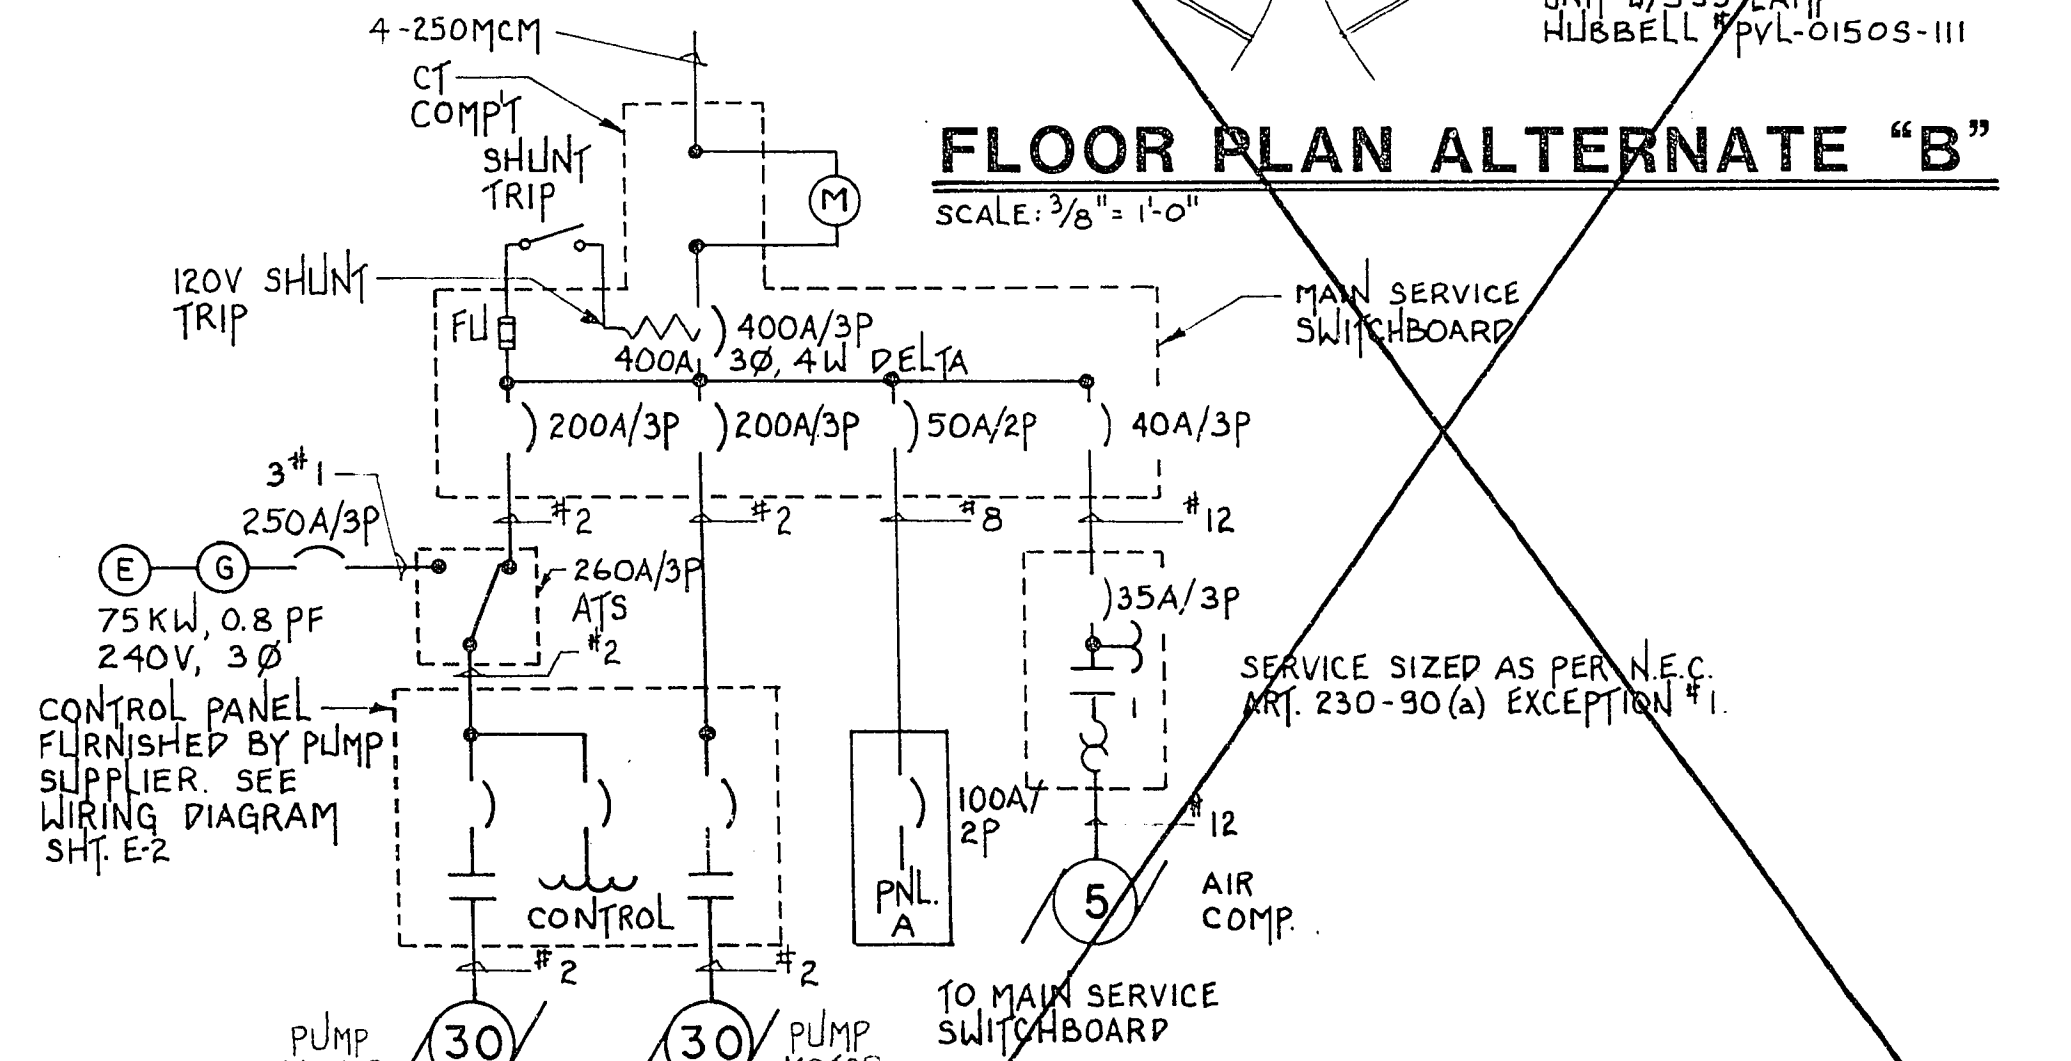 4-250MCM
CT
COMP'T
SHUNT
TRIP
M
120V SHUNT
TRIP
FU
400A/3P
400A, 3Ø, 4W DELTA
200A/3P
200A/3P
50A/2P
40A/3P
MAIN SERVICE
SWITCHBOARD
3#1
250A/3P
#2
#2
#8
#12
E
G
260A/3P
ATS
#2
75KW, 0.8 PF
240V, 3Ø
35A/3P
CONTROL PANEL
FURNISHED BY PUMP
SUPPLIER. SEE
WIRING DIAGRAM
SHT. E-2
CONTROL
100A/
2P
PNL.
A
#12
5
AIR
COMP.
#2
#2
30
30
PUMP
PUMP
TO MAIN SERVICE
SWITCHBOARD
HUBBELL #PVL-0150S-111
FLOOR PLAN ALTERNATE "B"
SCALE: 3/8" = 1'-0"
SERVICE SIZED AS PER N.E.C.
ART. 230-90(a) EXCEPTION #1.